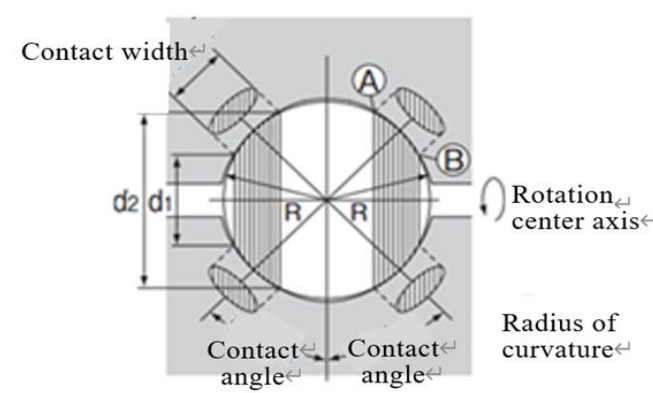 Contact width↵
A
B
d2 d1
R R
Rotation↵
center axis↵
Radius of
curvature↵
Contact↵ Contact↵
angle↵ angle↵